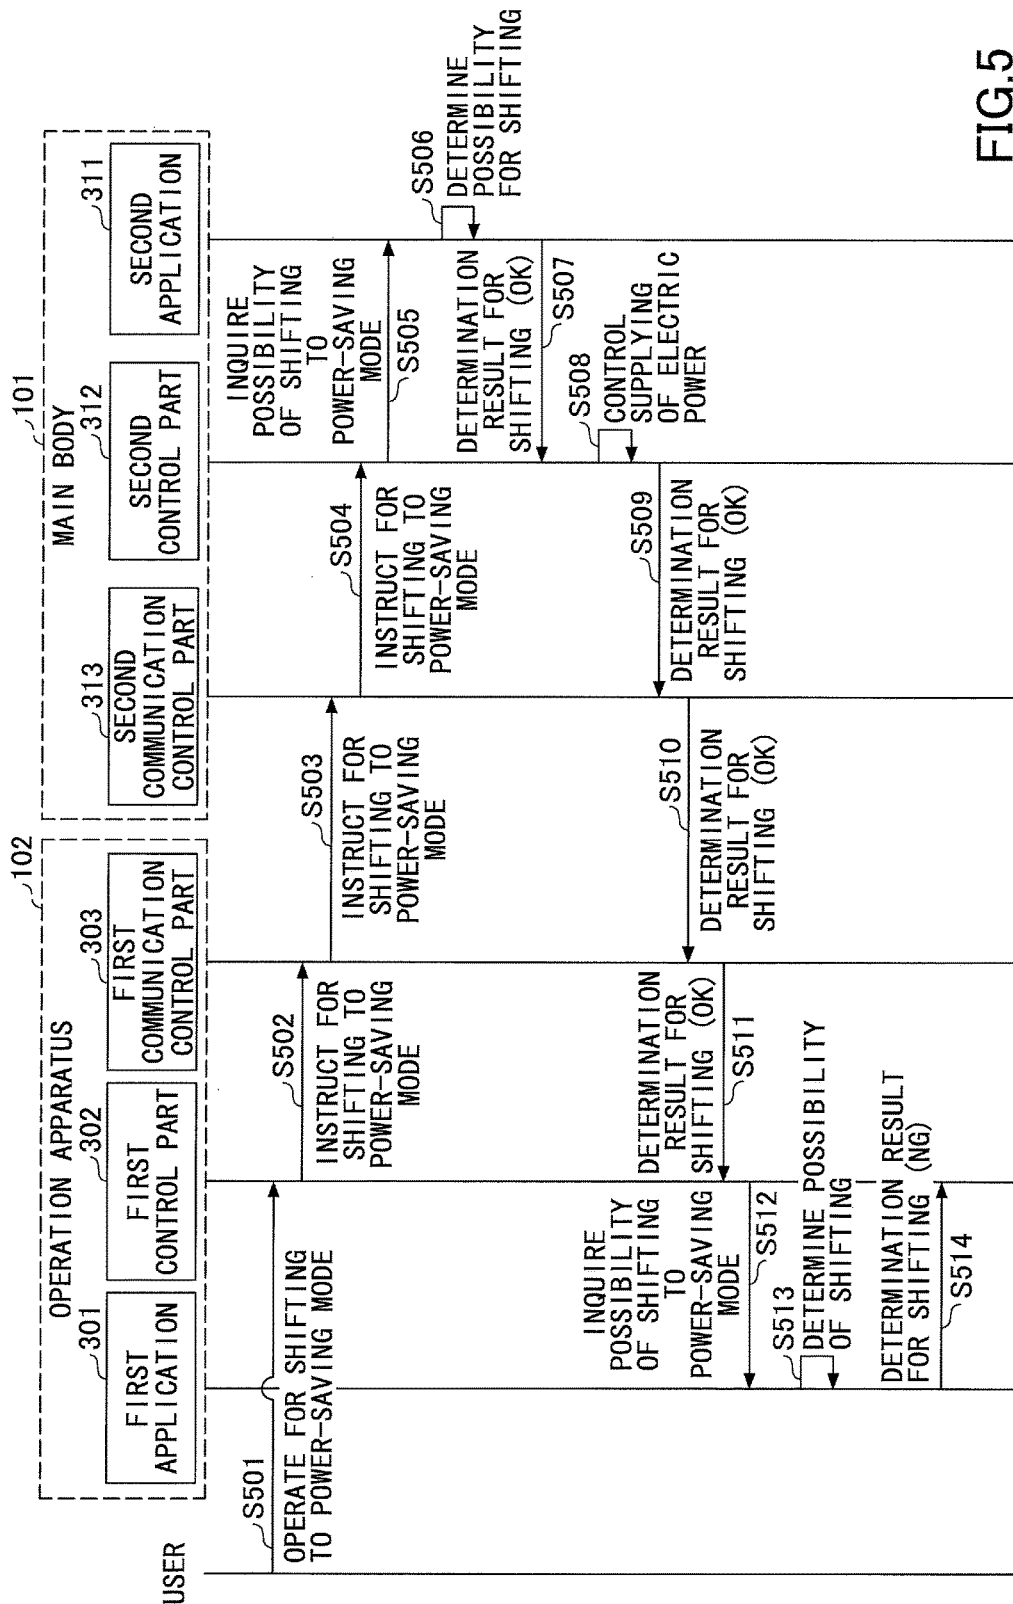 FIG.5
101
MAIN BODY
102
OPERATION APPARATUS
USER
301
FIRST
APPLICATION
302
FIRST
CONTROL PART
303
FIRST
COMMUNICATION
CONTROL PART
313
SECOND
COMMUNICATION
CONTROL PART
312
SECOND
CONTROL PART
311
SECOND
APPLICATION
S501
OPERATE FOR SHIFTING
TO POWER-SAVING MODE
S502
INSTRUCT FOR
SHIFTING TO
POWER-SAVING
MODE
S503
INSTRUCT FOR
SHIFTING TO
POWER-SAVING
MODE
S504
INSTRUCT FOR
SHIFTING TO
POWER-SAVING
MODE
INQUIRE
POSSIBILITY
OF SHIFTING
TO
POWER-SAVING
MODE
S505
S506
DETERMINE
POSSIBILITY
FOR SHIFTING
DETERMINATION
RESULT FOR
SHIFTING (OK)
S507
S508
CONTROL
SUPPLYING
OF ELECTRIC
POWER
S509
DETERMINATION
RESULT FOR
SHIFTING (OK)
S510
DETERMINATION
RESULT FOR
SHIFTING (OK)
DETERMINATION
RESULT FOR
SHIFTING (OK)
S511
INQUIRE
POSSIBILITY
OF SHIFTING
TO
POWER-SAVING
MODE
S512
S513
DETERMINE POSSIBILITY
OF SHIFTING
DETERMINATION RESULT
FOR SHIFTING (NG)
S514